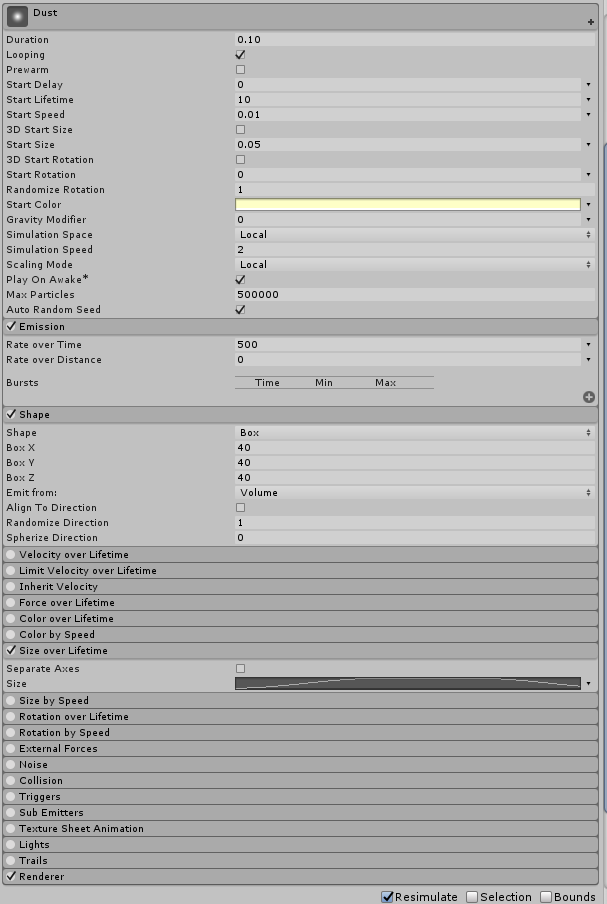 Dust
Duration 0.10
Looping
Prewarm
Start Delay 0
Start Lifetime 10
Start Speed 0.01
3D Start Size
Start Size 0.05
3D Start Rotation
Start Rotation 0
Randomize Rotation 1
Start Color
Gravity Modifier 0
Simulation Space Local
Simulation Speed 2
Scaling Mode Local
Play On Awake*
Max Particles 500000
Auto Random Seed
Emission
Rate over Time 500
Rate over Distance 0
Bursts Time Min Max
Shape
Shape Box
Box X 40
Box Y 40
Box Z 40
Emit from: Volume
Align To Direction
Randomize Direction 1
Spherize Direction 0
Velocity over Lifetime
Limit Velocity over Lifetime
Inherit Velocity
Force over Lifetime
Color over Lifetime
Color by Speed
Size over Lifetime
Separate Axes
Size
Size by Speed
Rotation over Lifetime
Rotation by Speed
External Forces
Noise
Collision
Triggers
Sub Emitters
Texture Sheet Animation
Lights
Trails
Renderer
Resimulate Selection Bounds